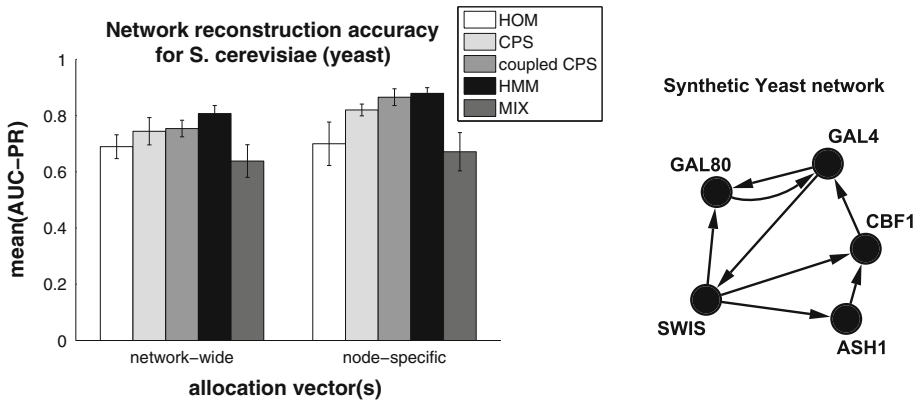 Network reconstruction accuracy
for S. cerevisiae (yeast)
HOM
CPS
coupled CPS
HMM
MIX
mean(AUC−PR)
1
0.8
0.6
0.4
0.2
0
network−wide
node−specific
allocation vector(s)
Synthetic Yeast network
GAL4
GAL80
CBF1
SWIS
ASH1